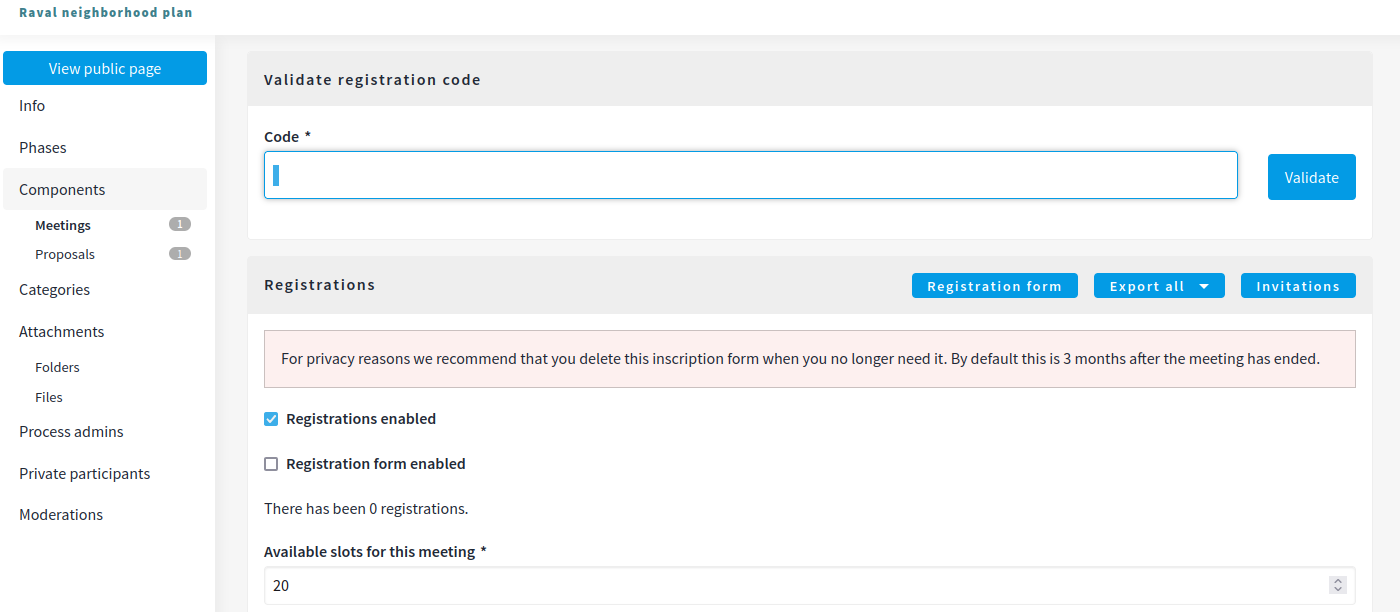 Raval neighborhood plan
View public page
Info
Phases
Components
Meetings 1
Proposals 1
Categories
Attachments
Folders
Files
Process admins
Private participants
Moderations
Validate registration code
Code *
Validate
Registrations
Registration form
Export all
Invitations
For privacy reasons we recommend that you delete this inscription form when you no longer need it. By default this is 3 months after the meeting has ended.
Registrations enabled
Registration form enabled
There has been 0 registrations.
Available slots for this meeting *
20